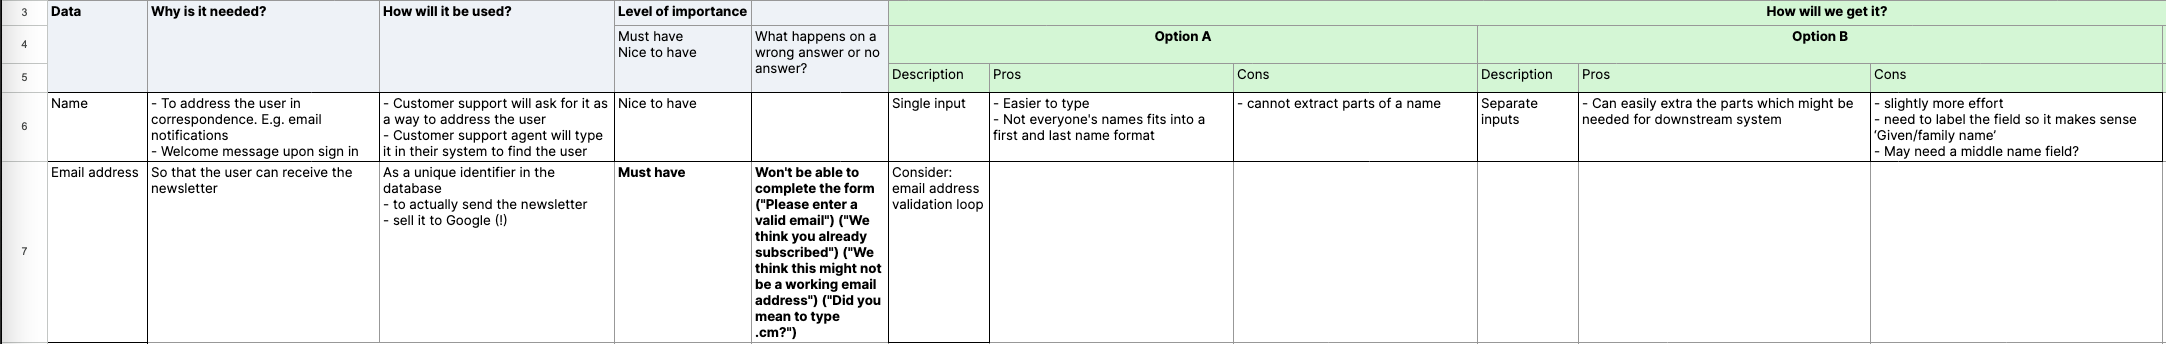 3
Data
Why is it needed?
How will it be used?
Level of importance
How will we get it?
4
Must have
Nice to have
What happens on a
wrong answer or no
answer?
Option A
Option B
5
Description
Pros
Cons
Description
Pros
Cons
6
Name
- To address the user in
correspondence. E.g. email
notifications
- Welcome message upon sign in
- Customer support will ask for it as
a way to address the user
- Customer support agent will type
it in their system to find the user
Nice to have
Single input
- Easier to type
- Not everyone's names fits into a
first and last name format
- cannot extract parts of a name
Separate
inputs
- Can easily extra the parts which might be
needed for downstream system
- slightly more effort
- need to label the field so it makes sense
'Given/family name'
- May need a middle name field?
7
Email address
So that the user can receive the
newsletter
As a unique identifier in the
database
- to actually send the newsletter
- sell it to Google (!)
Must have
Won't be able to
complete the form
("Please enter a
valid email") ("We
think you already
subscribed") ("We
think this might not
be a working email
address") ("Did you
mean to type
.cm?")
Consider:
email address
validation loop